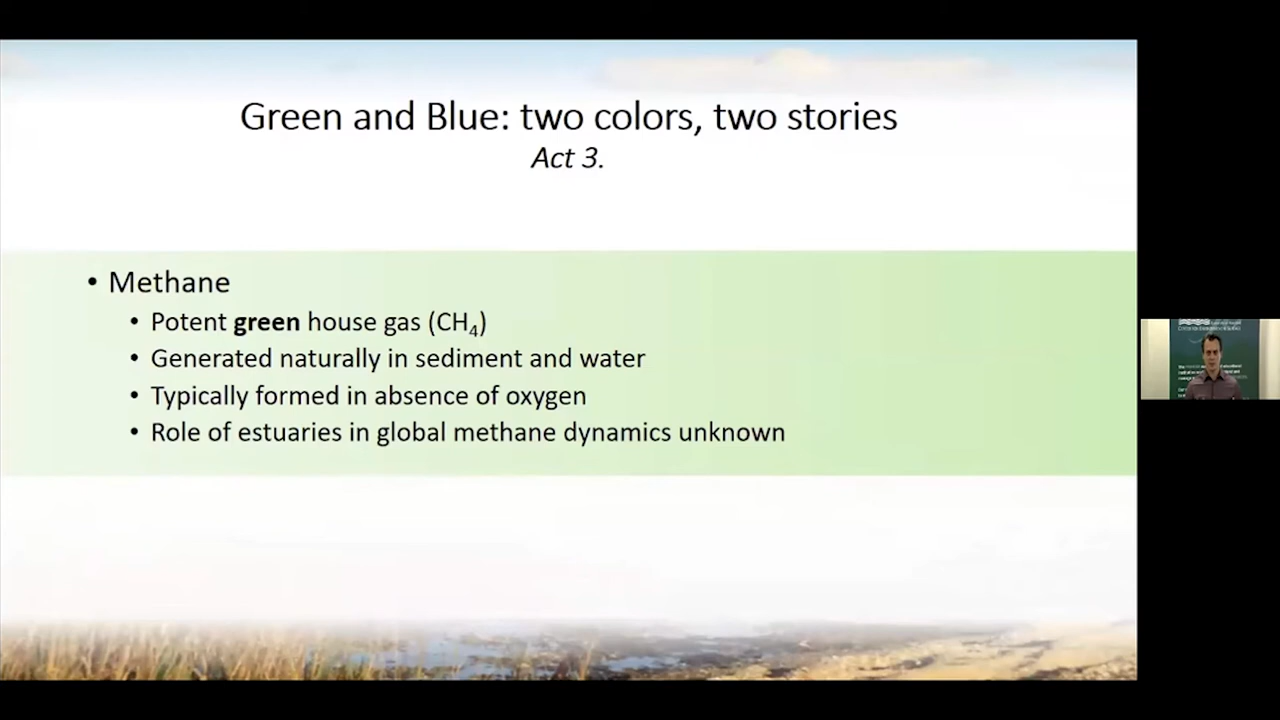 Green and Blue: two colors, two stories
Act 3.
• Methane
• Potent green house gas (CH₄)
• Generated naturally in sediment and water
• Typically formed in absence of oxygen
• Role of estuaries in global methane dynamics unknown